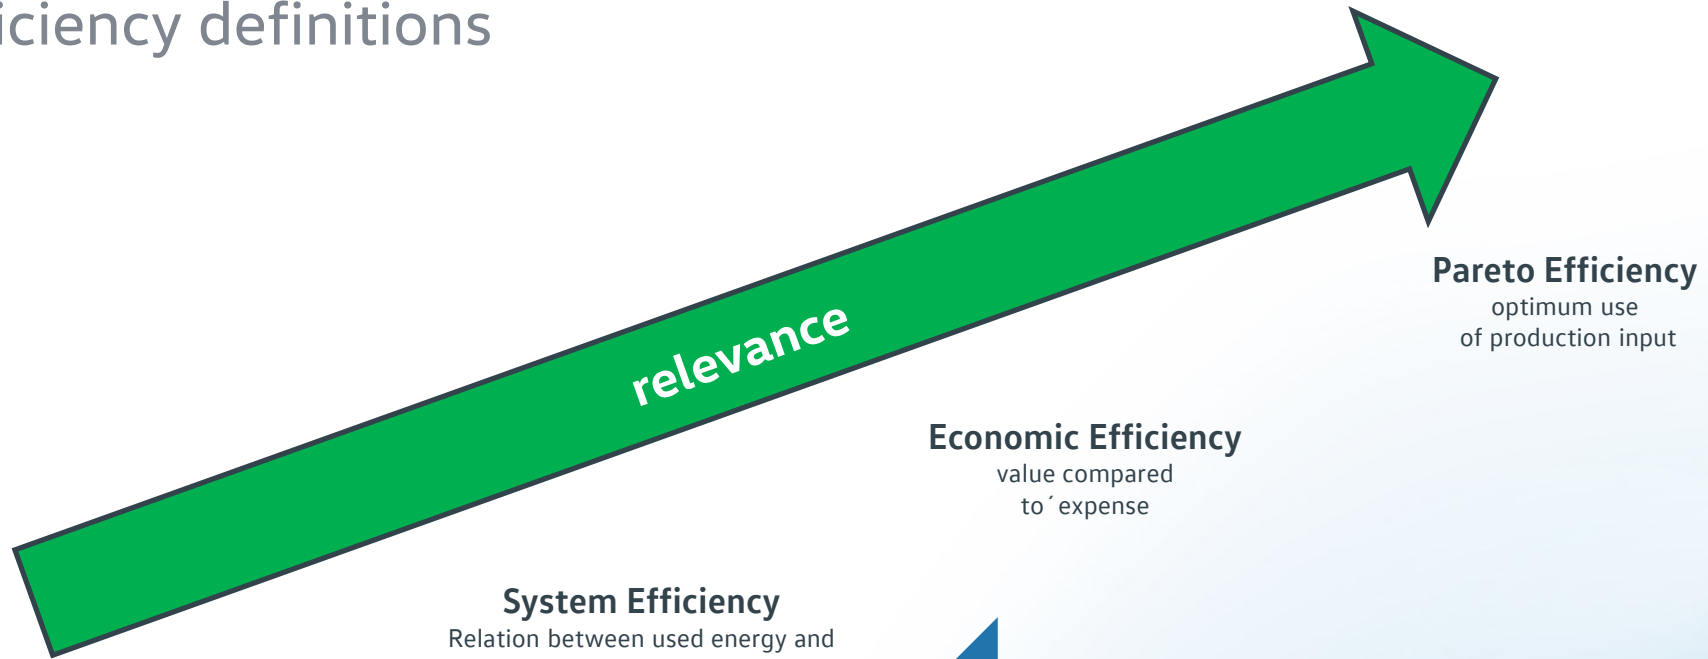 iciency definitions
relevance
Pareto Efficiency
optimum use
of production input
Economic Efficiency
value compared
to´expense
System Efficiency
Relation between used energy and